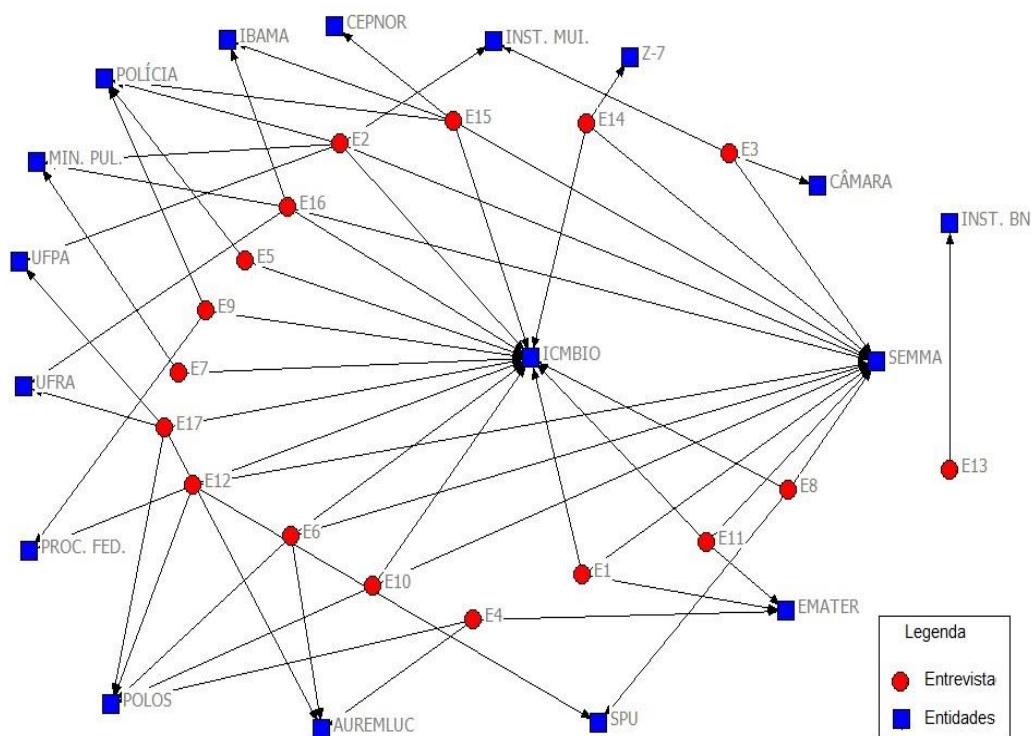 CEPNOR
IBAMA
INST. MUI.
Z-7
POLÍCIA
E15
E14
E2
E3
MIN. PUL.
CÂMARA
E16
INST. BN
UFPA
E5
E9
ICMBIO
SEMMA
E7
UFRA
E17
E13
E12
E8
E6
E11
PROC. FED.
E10
E1
EMATER
E4
Legenda
Entrevista
POLOS
AUREMLUC
SPU
Entidades